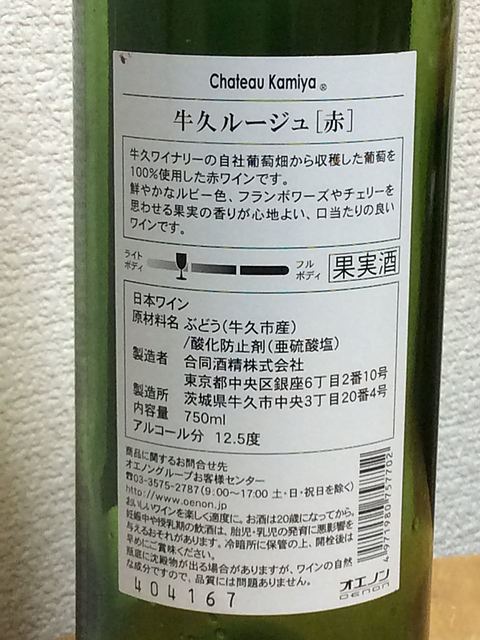 Chateau Kamiya®
牛久ルージュ[赤]
牛久ワイナリーの自社葡萄畑から収穫した葡萄を
100%使用した赤ワインです。
鮮やかなルビー色、フランボワーズやチェリーを
思わせる果実の香りが心地よい、口当たりの良い
ワインです。
ライト
ボディ
フル
ボディ
果実酒
日本ワイン
原材料名 ぶどう(牛久市産)
/酸化防止剤(亜硫酸塩)
製造者 合同酒精株式会社
東京都中央区銀座6丁目2番10号
製造所 茨城県牛久市中央3丁目20番4号
内容量 750ml
アルコール分 12.5度
商品に関するお問合せ先
オエノングループお客様センター
☎03-3575-2787(9:00〜17:00 土・日・祝日を除く)
http://www.oenon.jp
おいしいワインを楽しく適度に。お酒は20歳になってから。
妊娠中や授乳期の飲酒は、胎児・乳児の発育に悪影響を
与えるおそれがあります。冷暗所に保管の上、開栓後は
早めにご賞味ください。
瓶底に沈殿物が出る場合がありますが、ワインの自然
な成分ですので、品質には問題ありません。
4971980757702
オエノン
OENON
404167